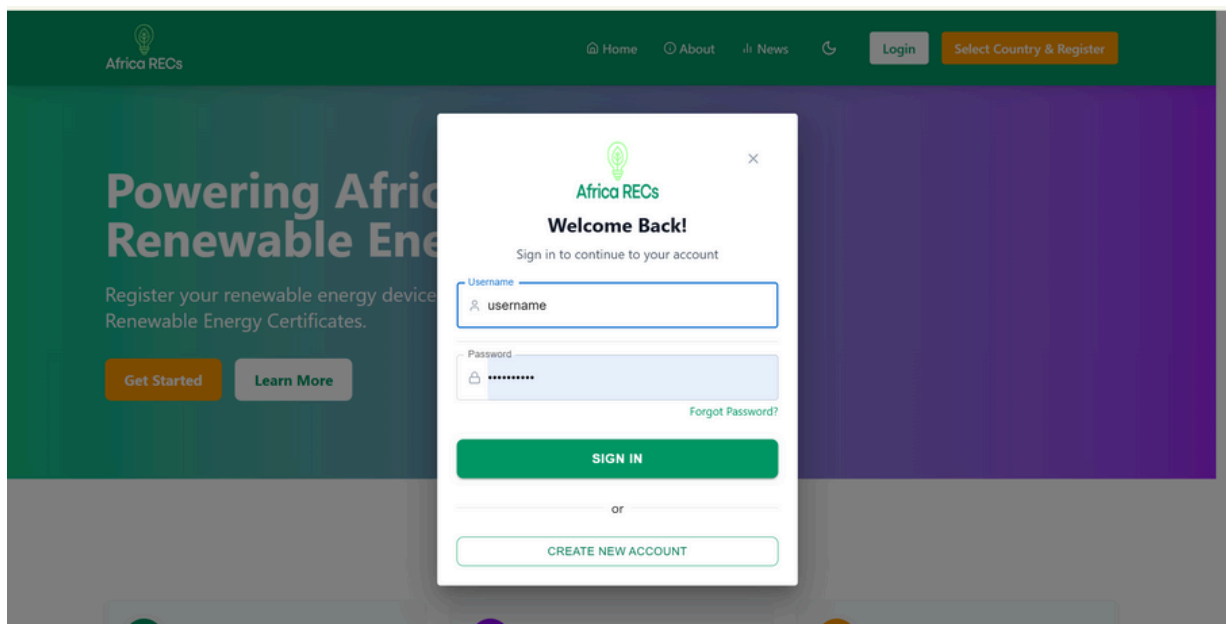 Africa RECs
Home About News Login Select Country & Register
Powering Afric
Renewable Ene
Register your renewable energy device
Renewable Energy Certificates.
Get Started Learn More
Africa RECs
Welcome Back!
Sign in to continue to your account
Username
username
Password
••••••••••
Forgot Password?
SIGN IN
or
CREATE NEW ACCOUNT